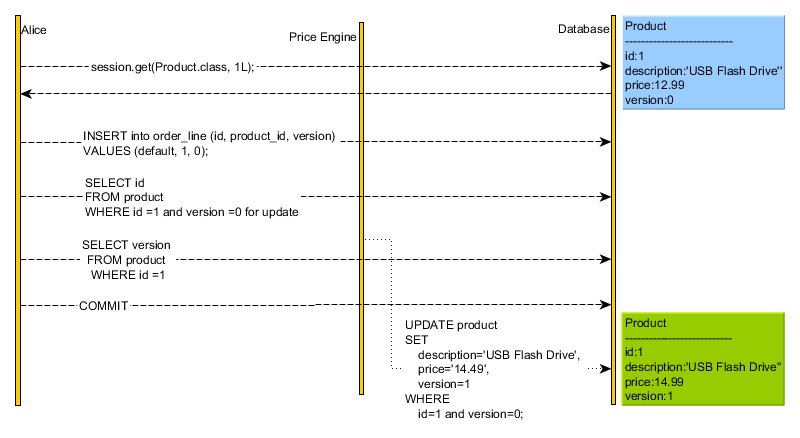 Alice
Price Engine
Database
Product
---------------------------
id:1
description:'USB Flash Drive"
price:12.99
version:0
session.get(Product.class, 1L);
INSERT into order_line (id, product_id, version)
VALUES (default, 1, 0);
SELECT id
FROM product
WHERE id =1 and version =0 for update
SELECT version
FROM product
WHERE id =1
COMMIT
UPDATE product
SET
description='USB Flash Drive',
price='14.49',
version=1
WHERE
id=1 and version=0;
Product
---------------------------
id:1
description:'USB Flash Drive"
price:14.99
version:1